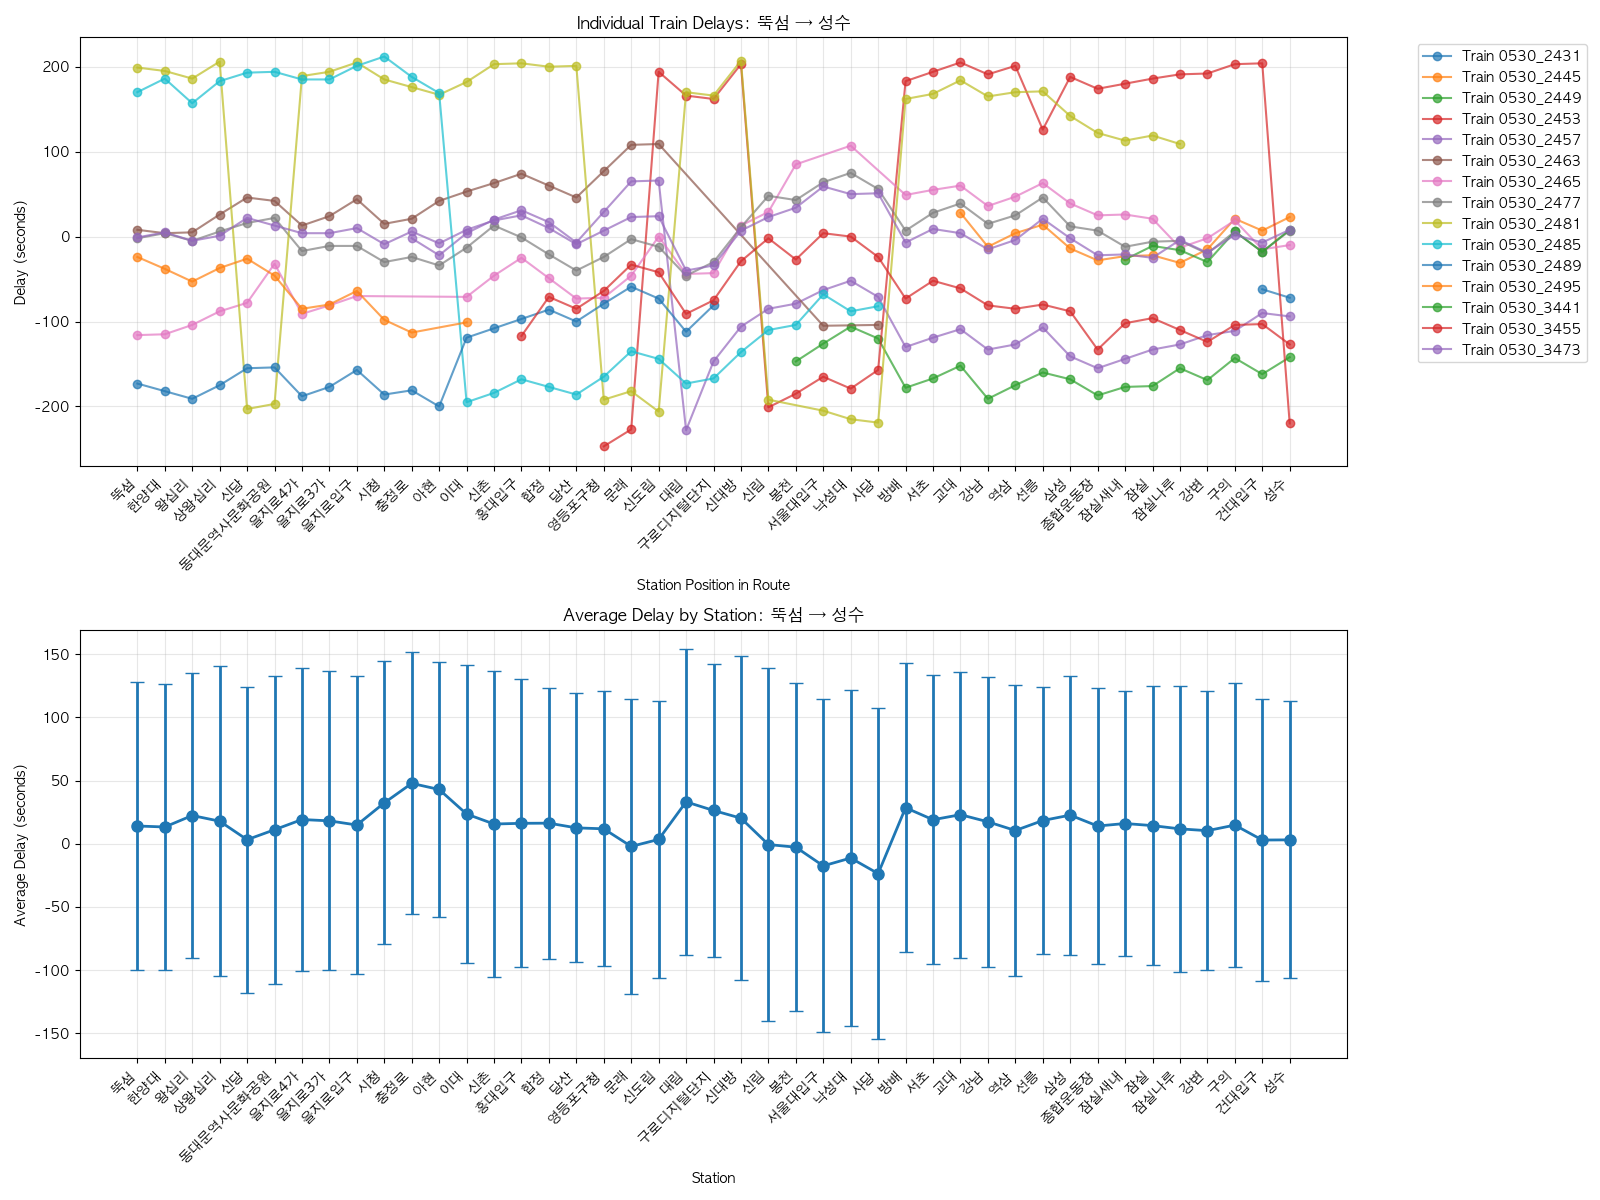 Individual Train Delays: 뚝섬 → 성수
Delay (seconds)
200
100
0
-100
-200
뚝섬
한양대
왕십리
상왕십리
신당
동대문역사문화공원
을지로4가
을지로3가
을지로입구
시청
충정로
아현
이대
신촌
홍대입구
합정
당산
영등포구청
문래
신도림
대림
구로디지털단지
신대방
신림
봉천
서울대입구
낙성대
사당
방배
서초
교대
강남
역삼
선릉
삼성
종합운동장
잠실새내
잠실
잠실나루
강변
구의
건대입구
성수
Station Position in Route
Train 0530_2431
Train 0530_2445
Train 0530_2449
Train 0530_2453
Train 0530_2457
Train 0530_2463
Train 0530_2465
Train 0530_2477
Train 0530_2481
Train 0530_2485
Train 0530_2489
Train 0530_2495
Train 0530_3441
Train 0530_3455
Train 0530_3473
Average Delay by Station: 뚝섬 → 성수
Average Delay (seconds)
150
100
50
0
-50
-100
-150
뚝섬
한양대
왕십리
상왕십리
신당
동대문역사문화공원
을지로4가
을지로3가
을지로입구
시청
충정로
아현
이대
신촌
홍대입구
합정
당산
영등포구청
문래
신도림
대림
구로디지털단지
신대방
신림
봉천
서울대입구
낙성대
사당
방배
서초
교대
강남
역삼
선릉
삼성
종합운동장
잠실새내
잠실
잠실나루
강변
구의
건대입구
성수
Station